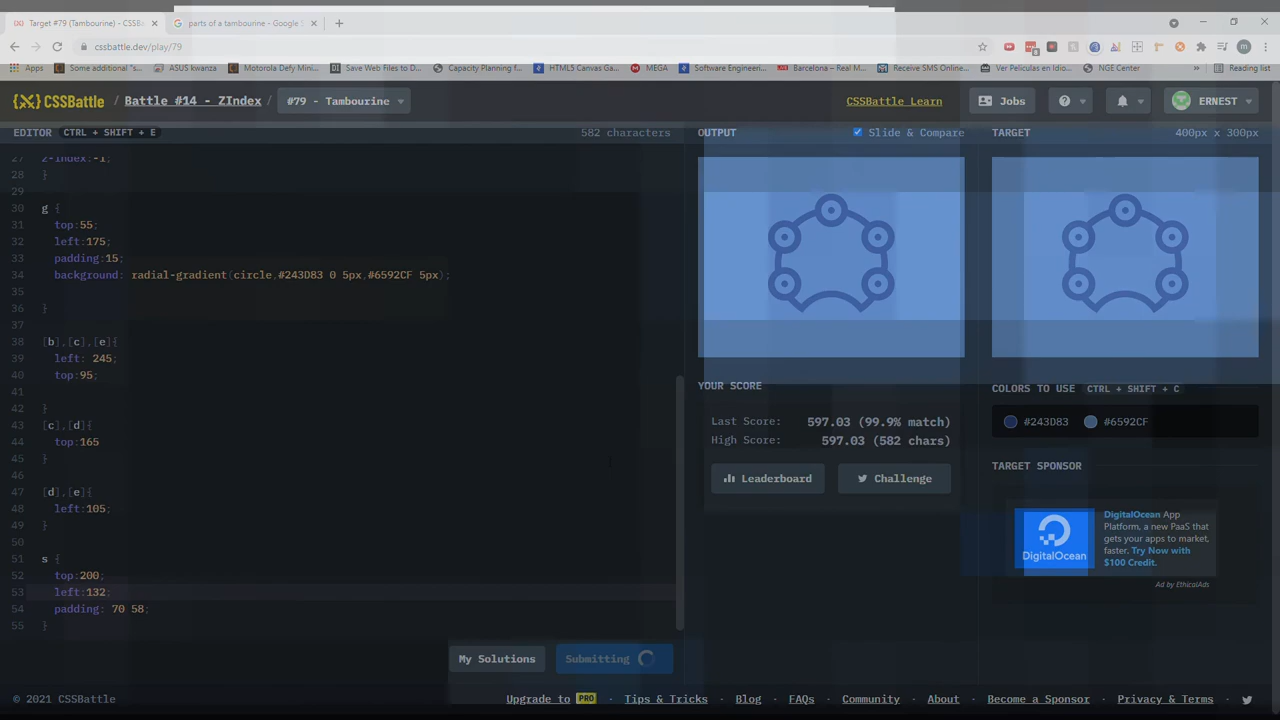 Target #79 (Tambourine) - CSSBa
parts of a tambourine - Google S
cssbattle.dev/play/79
Apps
Some additional "s
ASUS kwanza
Motorola Defy Mini
Save Web Files to D
Capacity Planning f
HTML5 Canvas Ga
MEGA
Software Engineeri
Barcelona – Real M
Receive SMS Online
Ver Peliculas en Idio
NGE Center
Reading list
CSSBattle
/ Battle #14 - ZIndex /
#79 - Tambourine
CSSBattle Learn
Jobs
ERNEST
EDITOR CTRL + SHIFT + E
582 characters
27 z-index:-1;
28 }
29
30 g {
31 top:55;
32 left:175;
33 padding:15;
34 background: radial-gradient(circle,#243D83 0 5px,#6592CF 5px);
35
36 }
37
38 [b],[c],[e]{
39 left: 245;
40 top:95;
41
42 }
43 [c],[d]{
44 top:165
45 }
46
47 [d],[e]{
48 left:105;
49 }
50
51 s {
52 top:200;
53 left:132;
54 padding: 70 58;
55 }
My Solutions
Submitting
OUTPUT
Slide & Compare
YOUR SCORE
Last Score: 597.03 (99.9% match)
High Score: 597.03 (582 chars)
Leaderboard
Challenge
TARGET
400px x 300px
COLORS TO USE CTRL + SHIFT + C
#243D83
#6592CF
TARGET SPONSOR
DigitalOcean
DigitalOcean App
Platform, a new PaaS that
gets your apps to market,
faster. Try Now with
$100 Credit.
Ad by EthicalAds
© 2021 CSSBattle
Upgrade to PRO · Tips & Tricks · Blog · FAQs · Community · About · Become a Sponsor · Privacy & Terms ·